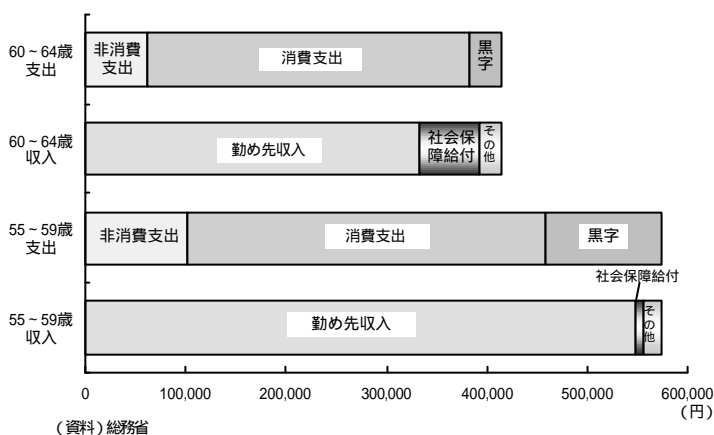 60～64歳
支出
非消費
支出
消費支出
黒
字
60～64歳
収入
勤め先収入
社会保
障給付
そ
の
他
55～59歳
支出
非消費支出
消費支出
黒字
社会保障給付
55～59歳
収入
勤め先収入
そ
の
他
0 100,000 200,000 300,000 400,000 500,000 600,000
（円）
（資料）総務省